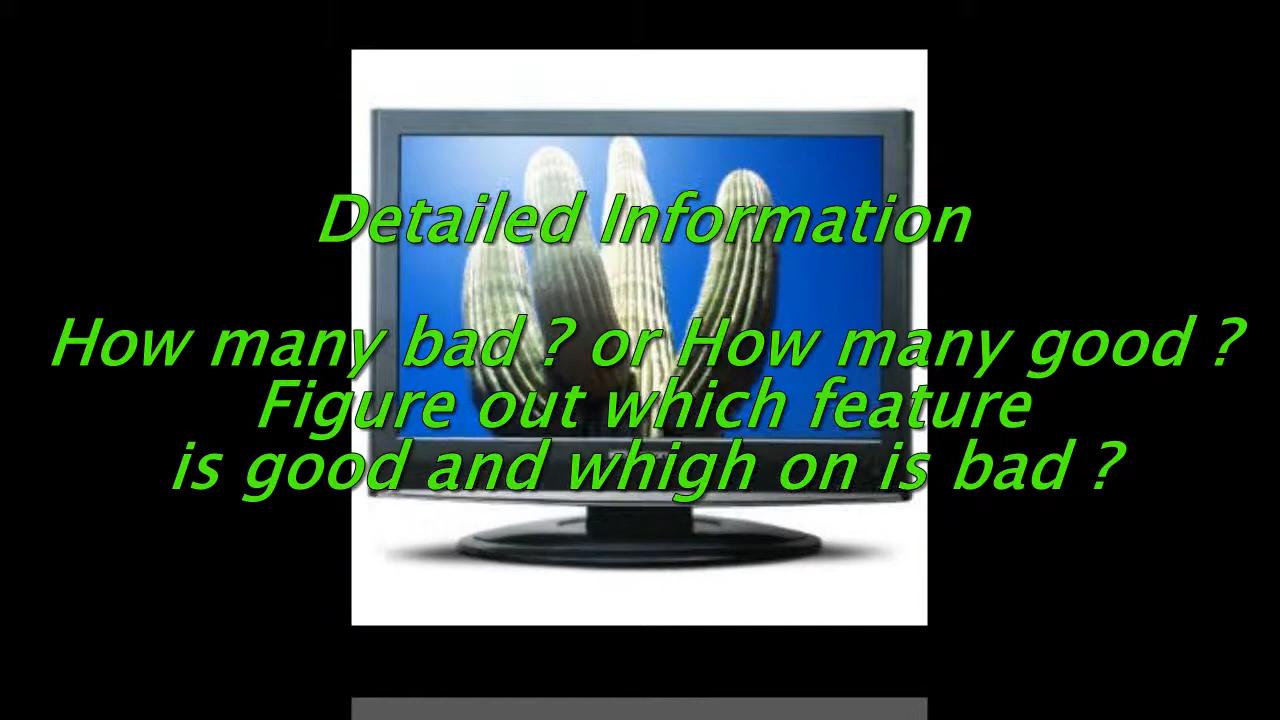 Detailed Information
How many bad ? or How many good ?
Figure out which feature
is good and whigh on is bad ?